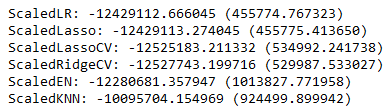 ScaledLR: -12429112.666045 (455774.767323)
ScaledLasso: -12429113.274045 (455775.413650)
ScaledLassoCV: -12525183.211332 (534992.241738)
ScaledRidgeCV: -12527743.199716 (529987.533027)
ScaledEN: -12280681.357947 (1013827.771958)
ScaledKNN: -10095704.154969 (924499.899942)